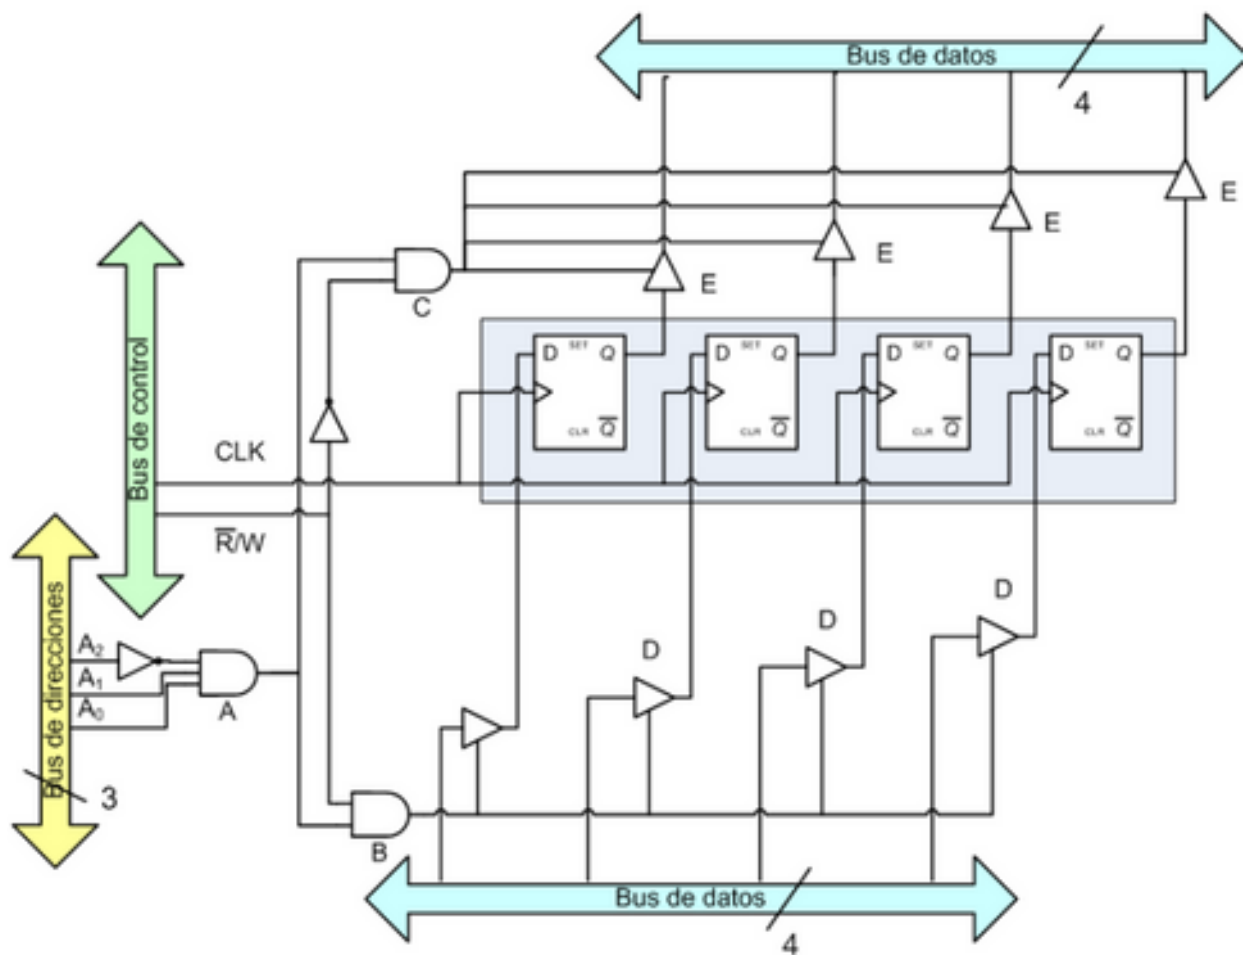 Bus de datos
4
E
E
E
E
C
Bus de control
D SET Q
CLR Q̅
D SET Q
CLR Q̅
D SET Q
CLR Q̅
D SET Q
CLR Q̅
CLK
R̅/W
Bus de direcciones
A₂
A₁
A₀
A
3
D
D
D
B
Bus de datos
4